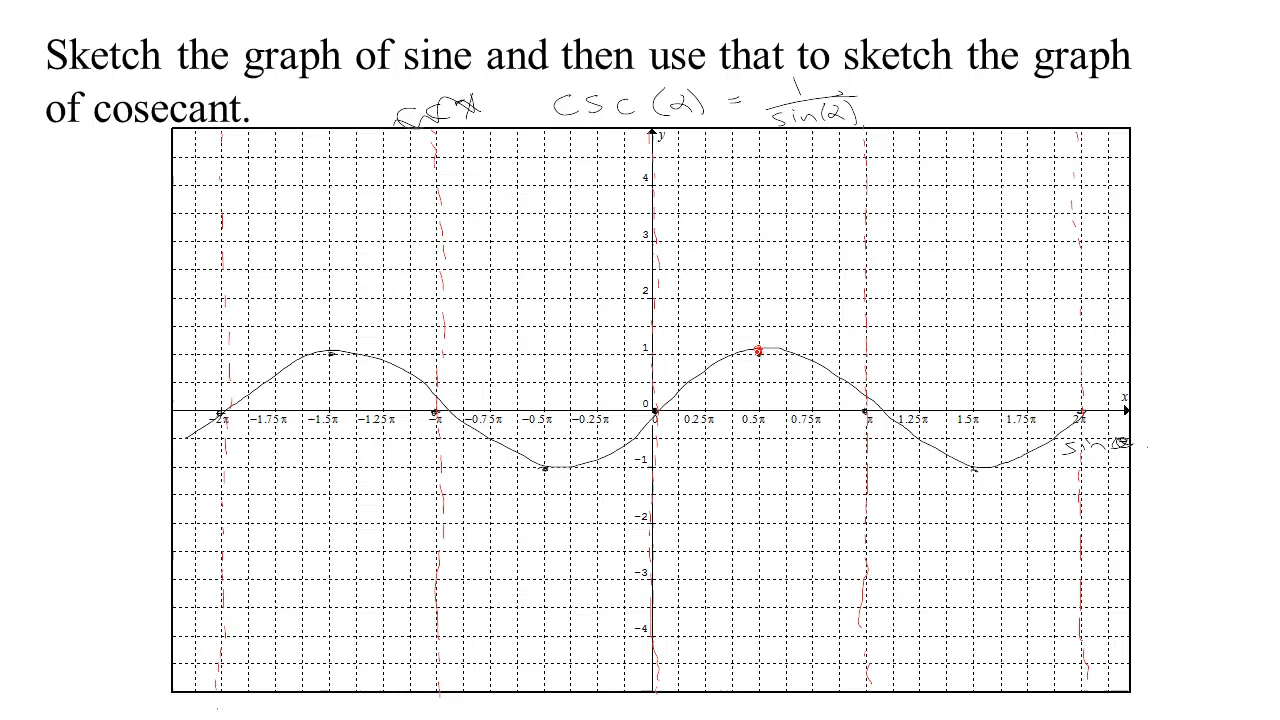 Sketch the graph of sine and then use that to sketch the graph
of cosecant.
csc(2) = 1/sin(2)
y
4
3
2
1
0
x
−2π −1.75π −1.5π −1.25π −π −0.75π −0.5π −0.25π 0 0.25π 0.5π 0.75π π 1.25π 1.5π 1.75π 2π
−1
−2
−3
−4